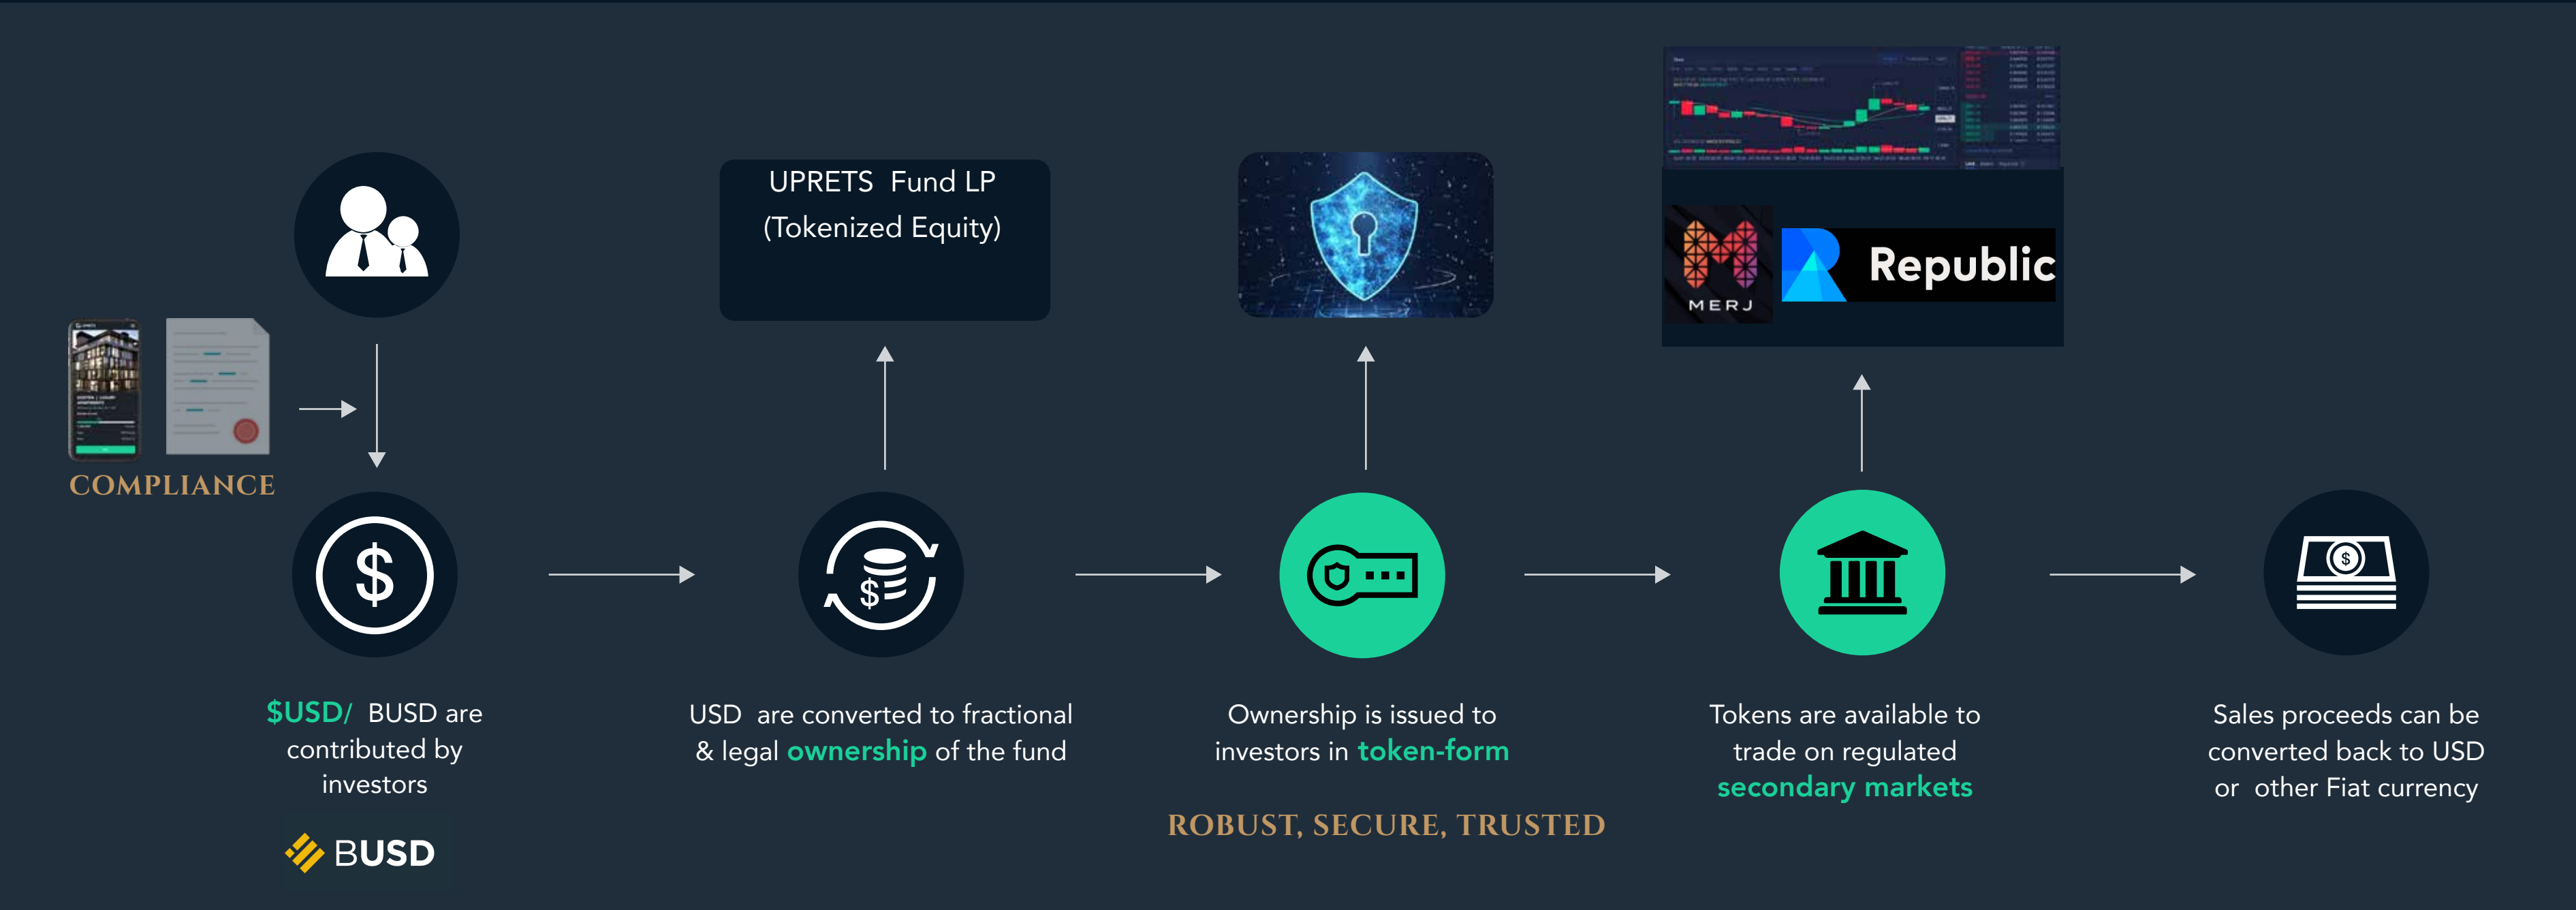 UPRETS Fund LP
(Tokenized Equity)
MERJ
Republic
COMPLIANCE
$
$
$
$USD/ BUSD are
contributed by
investors
BUSD
USD are converted to fractional
& legal ownership of the fund
Ownership is issued to
investors in token-form
ROBUST, SECURE, TRUSTED
Tokens are available to
trade on regulated
secondary markets
Sales proceeds can be
converted back to USD
or other Fiat currency